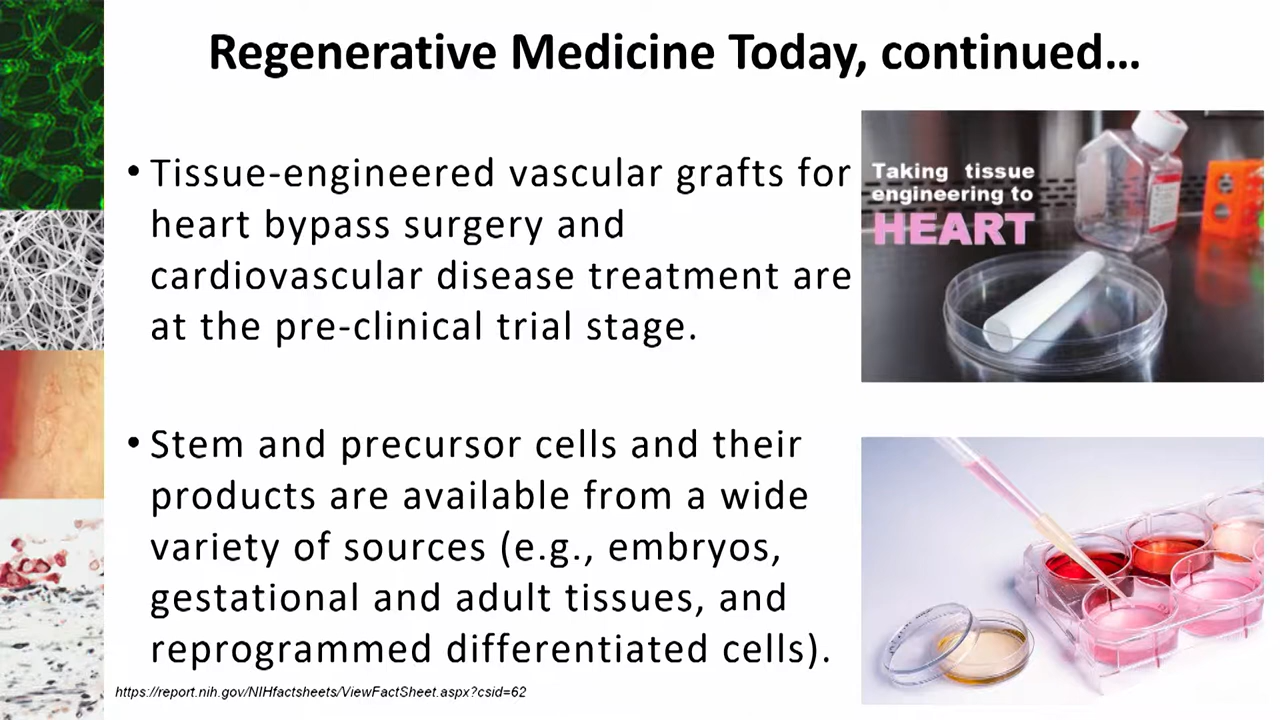 Regenerative Medicine Today, continued…
• Tissue-engineered vascular grafts for
heart bypass surgery and
cardiovascular disease treatment are
at the pre-clinical trial stage.
Taking tissue
engineering to
HEART
• Stem and precursor cells and their
products are available from a wide
variety of sources (e.g., embryos,
gestational and adult tissues, and
reprogrammed differentiated cells).
https://report.nih.gov/NIHfactsheets/ViewFactSheet.aspx?csid=62